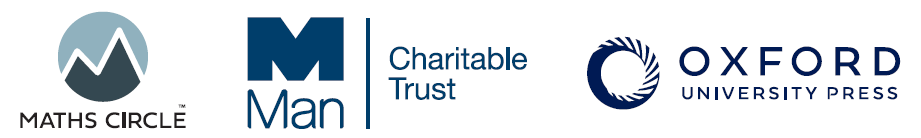 MATHS CIRCLE™
M
Man
Charitable
Trust
OXFORD
UNIVERSITY PRESS